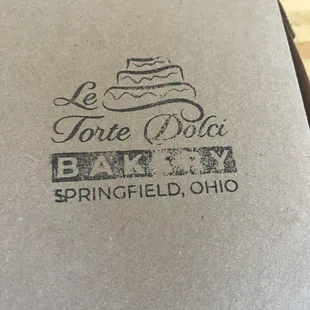 Le
Torte Dolci
BAKERY
SPRINGFIELD, OHIO